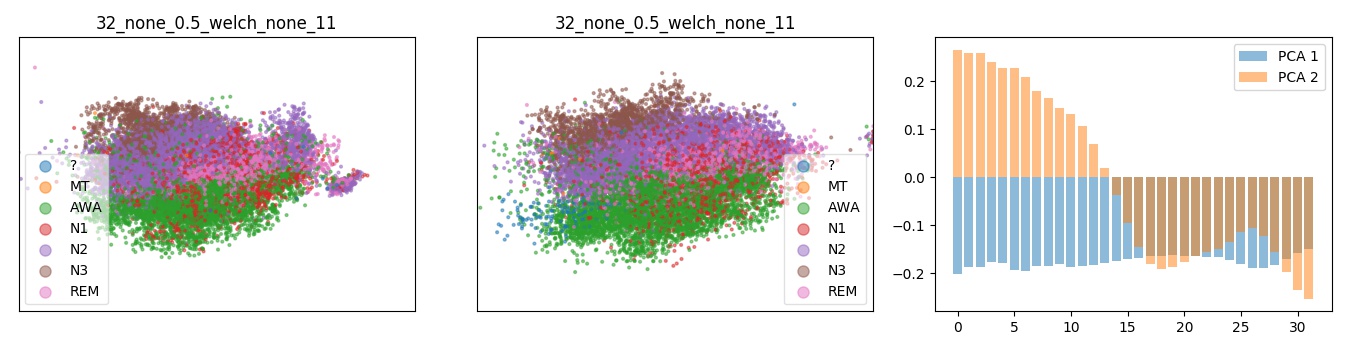 32_none_0.5_welch_none_11
?
MT
AWA
N1
N2
N3
REM
32_none_0.5_welch_none_11
?
MT
AWA
N1
N2
N3
REM
PCA 1
PCA 2
0.2
0.1
0.0
−0.1
−0.2
0 5 10 15 20 25 30